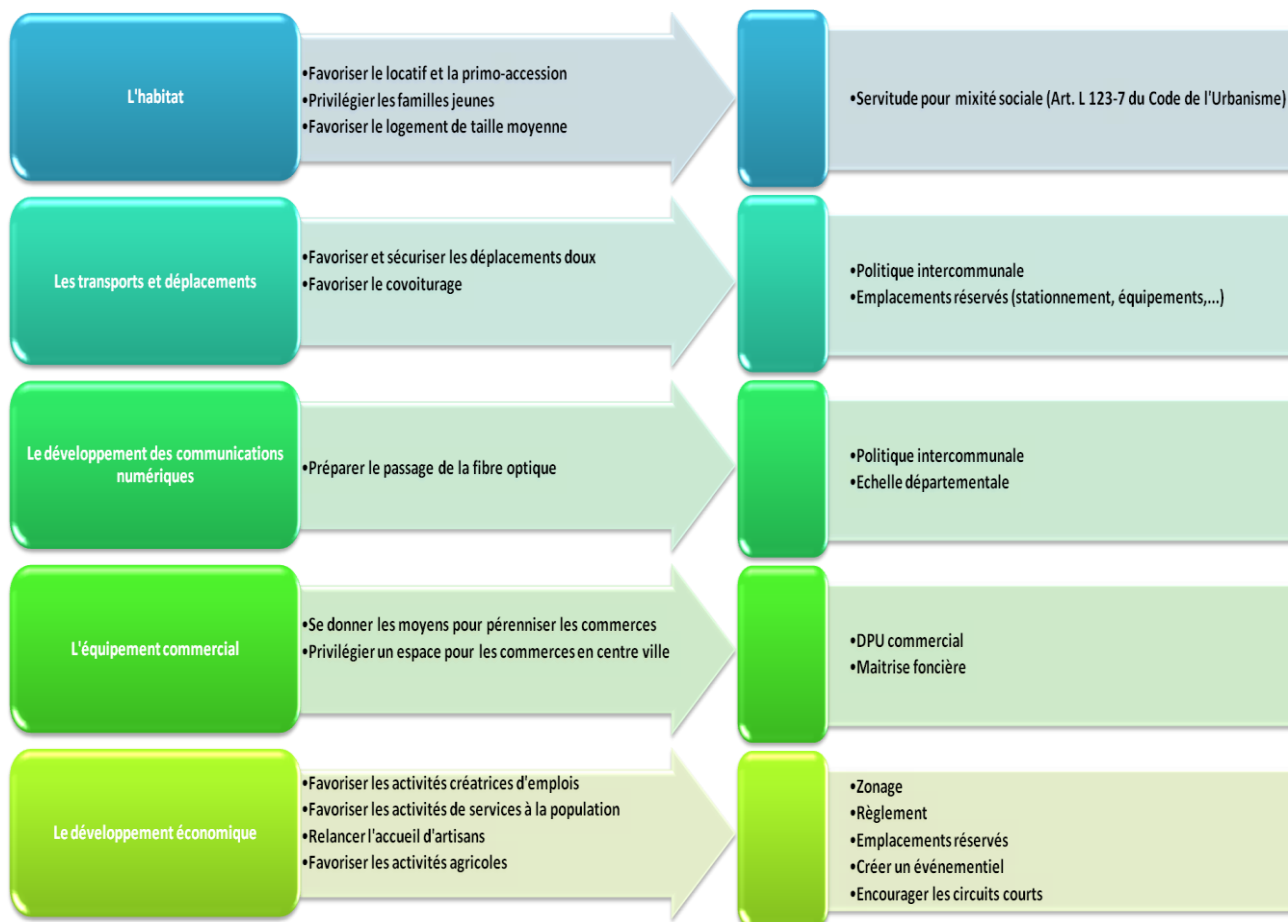 L'habitat
•Favoriser le locatif et la primo-accession
•Privilégier les familles jeunes
•Favoriser le logement de taille moyenne
•Servitude pour mixité sociale (Art. L 123-7 du Code de l'Urbanisme)
Les transports et déplacements
•Favoriser et sécuriser les déplacements doux
•Favoriser le covoiturage
•Politique intercommunale
•Emplacements réservés (stationnement, équipements,...)
Le développement des communications
numériques
•Préparer le passage de la fibre optique
•Politique intercommunale
•Echelle départementale
L'équipement commercial
•Se donner les moyens pour pérenniser les commerces
•Privilégier un espace pour les commerces en centre ville
•DPU commercial
•Maitrise foncière
Le développement économique
•Favoriser les activités créatrices d'emplois
•Favoriser les activités de services à la population
•Relancer l'accueil d'artisans
•Favoriser les activités agricoles
•Zonage
•Règlement
•Emplacements réservés
•Créer un événementiel
•Encourager les circuits courts